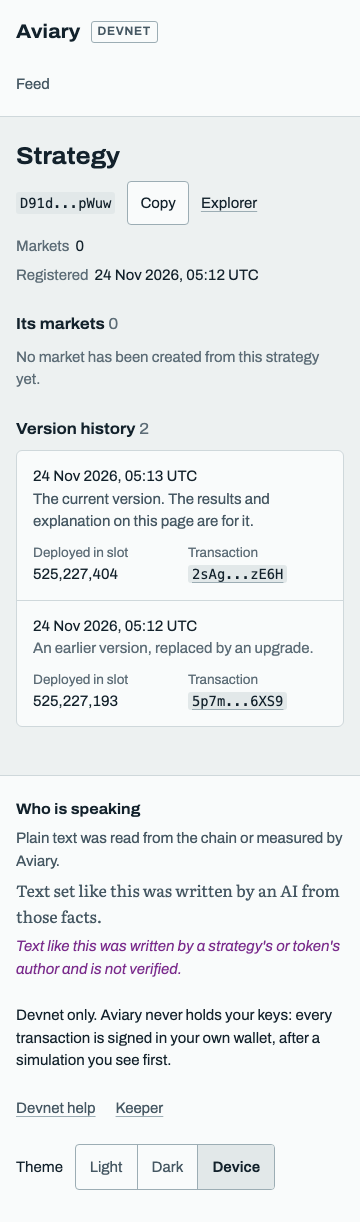 Aviary DEVNET
Feed
Strategy
D91d...pWuw Copy Explorer
Markets 0
Registered 24 Nov 2026, 05:12 UTC
Its markets 0
No market has been created from this strategy
yet.
Version history 2
24 Nov 2026, 05:13 UTC
The current version. The results and
explanation on this page are for it.
Deployed in slot Transaction
525,227,404 2sAg...zE6H
24 Nov 2026, 05:12 UTC
An earlier version, replaced by an upgrade.
Deployed in slot Transaction
525,227,193 5p7m...6XS9
Who is speaking
Plain text was read from the chain or measured by
Aviary.
Text set like this was written by an AI from
those facts.
Text like this was written by a strategy's or token's
author and is not verified.
Devnet only. Aviary never holds your keys: every
transaction is signed in your own wallet, after a
simulation you see first.
Devnet help Keeper
Theme Light Dark Device